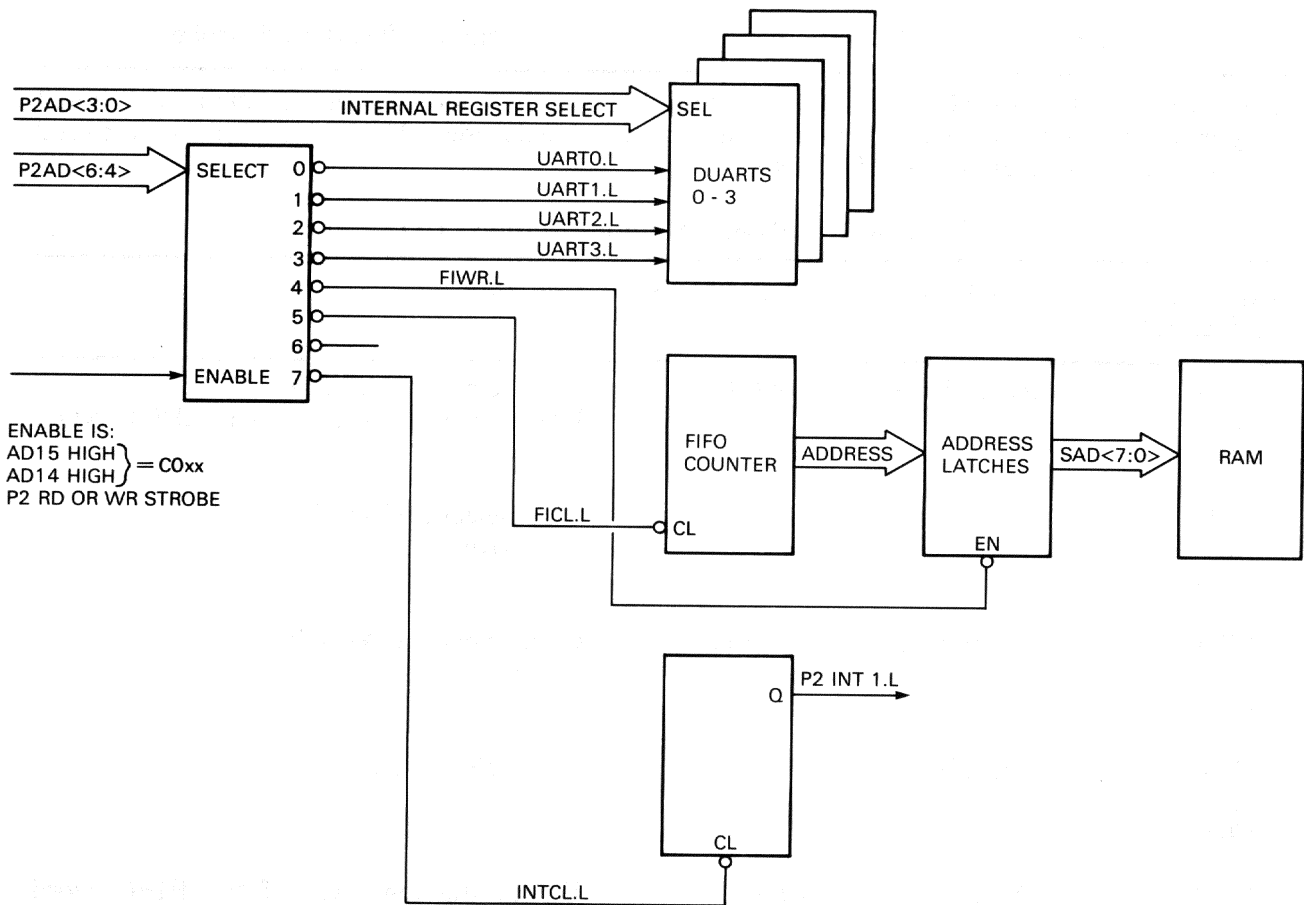 P2AD<3:0>
INTERNAL REGISTER SELECT
SEL
DUARTS
0 - 3
P2AD<6:4>
SELECT
0
1
2
3
4
5
6
7
ENABLE
UART0.L
UART1.L
UART2.L
UART3.L
FIWR.L
ENABLE IS:
AD15 HIGH
AD14 HIGH
} = C0xx
P2 RD OR WR STROBE
FIFO
COUNTER
CL
FICL.L
ADDRESS
ADDRESS
LATCHES
EN
SAD<7:0>
RAM
Q
P2 INT 1.L
CL
INTCL.L